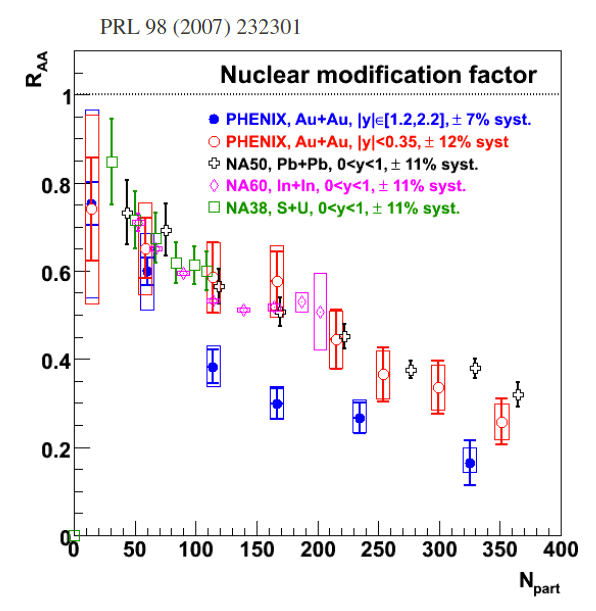 PRL 98 (2007) 232301
R_AA
Nuclear modification factor
PHENIX, Au+Au, |y|∈[1.2,2.2], ± 7% syst.
PHENIX, Au+Au, |y|<0.35, ± 12% syst
NA50, Pb+Pb, 0<y<1, ± 11% syst.
NA60, In+In, 0<y<1, ± 11% syst.
NA38, S+U, 0<y<1, ± 11% syst.
1
0.8
0.6
0.4
0.2
0
0 50 100 150 200 250 300 350 400
N_part